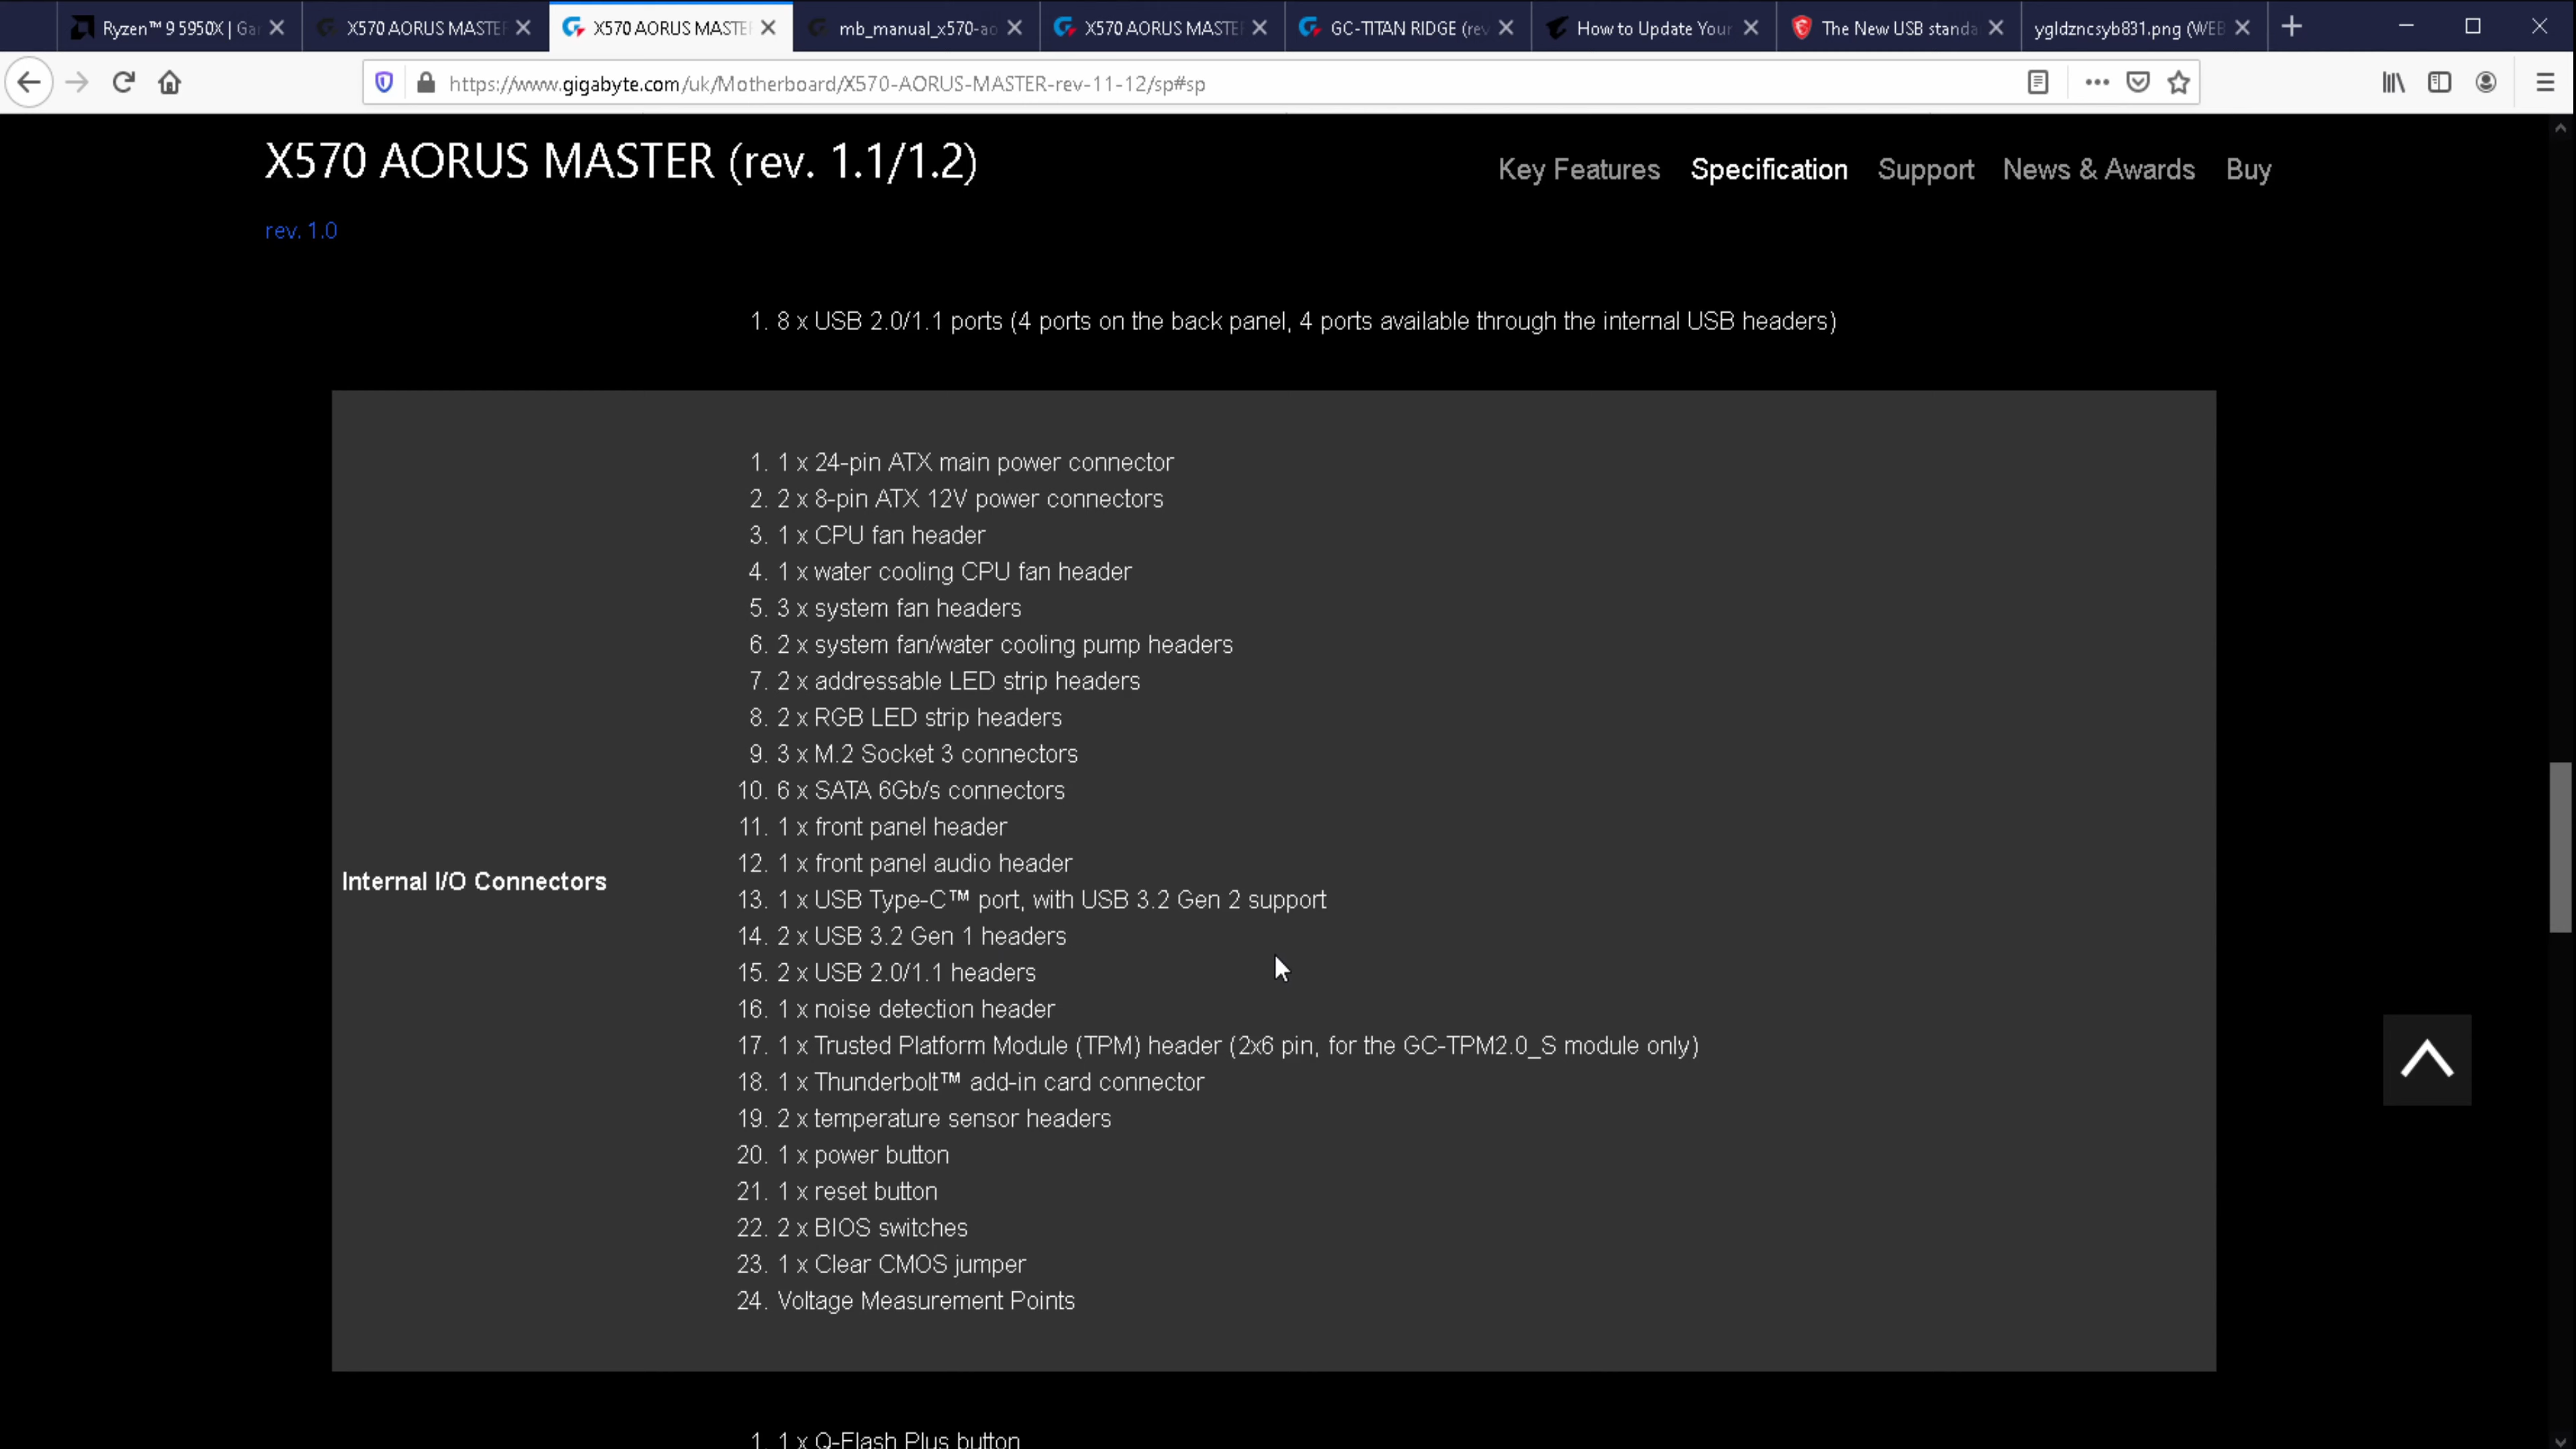 Ryzen™ 9 5950X | Ga
X570 AORUS MASTER
X570 AORUS MASTE
mb_manual_x570-ao
X570 AORUS MASTE
GC-TITAN RIDGE (rev
How to Update Your
The New USB standa
ygldzncsyb831.png (WEB
https://www.gigabyte.com/uk/Motherboard/X570-AORUS-MASTER-rev-11-12/sp#sp
X570 AORUS MASTER (rev. 1.1/1.2)
Key Features Specification Support News & Awards Buy
rev. 1.0
1. 8 x USB 2.0/1.1 ports (4 ports on the back panel, 4 ports available through the internal USB headers)
Internal I/O Connectors
1. 1 x 24-pin ATX main power connector
2. 2 x 8-pin ATX 12V power connectors
3. 1 x CPU fan header
4. 1 x water cooling CPU fan header
5. 3 x system fan headers
6. 2 x system fan/water cooling pump headers
7. 2 x addressable LED strip headers
8. 2 x RGB LED strip headers
9. 3 x M.2 Socket 3 connectors
10. 6 x SATA 6Gb/s connectors
11. 1 x front panel header
12. 1 x front panel audio header
13. 1 x USB Type-C™ port, with USB 3.2 Gen 2 support
14. 2 x USB 3.2 Gen 1 headers
15. 2 x USB 2.0/1.1 headers
16. 1 x noise detection header
17. 1 x Trusted Platform Module (TPM) header (2x6 pin, for the GC-TPM2.0_S module only)
18. 1 x Thunderbolt™ add-in card connector
19. 2 x temperature sensor headers
20. 1 x power button
21. 1 x reset button
22. 2 x BIOS switches
23. 1 x Clear CMOS jumper
24. Voltage Measurement Points
1. 1 x Q-Flash Plus button